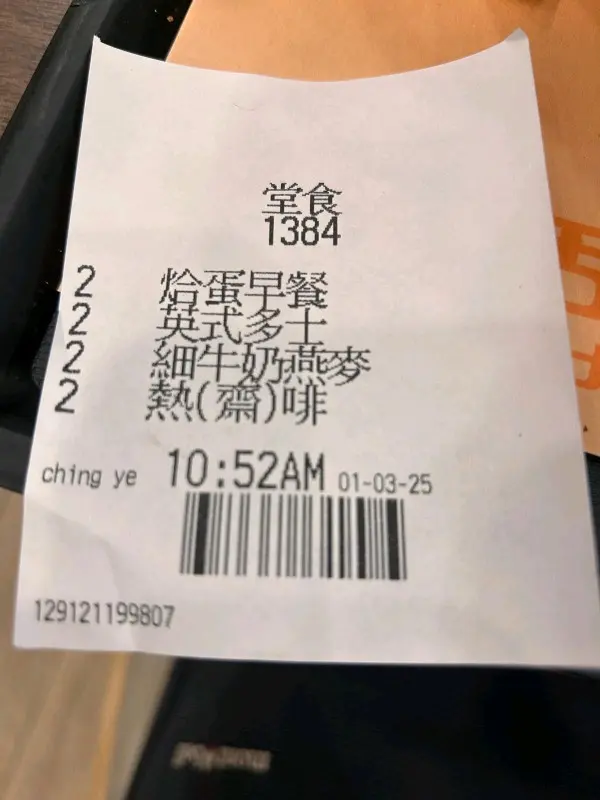 堂食
1384
2 烚蛋早餐
2 英式多士
2 細牛奶燕麥
2 熱(齋)啡
ching ye 10:52AM 01-03-25
129121199807